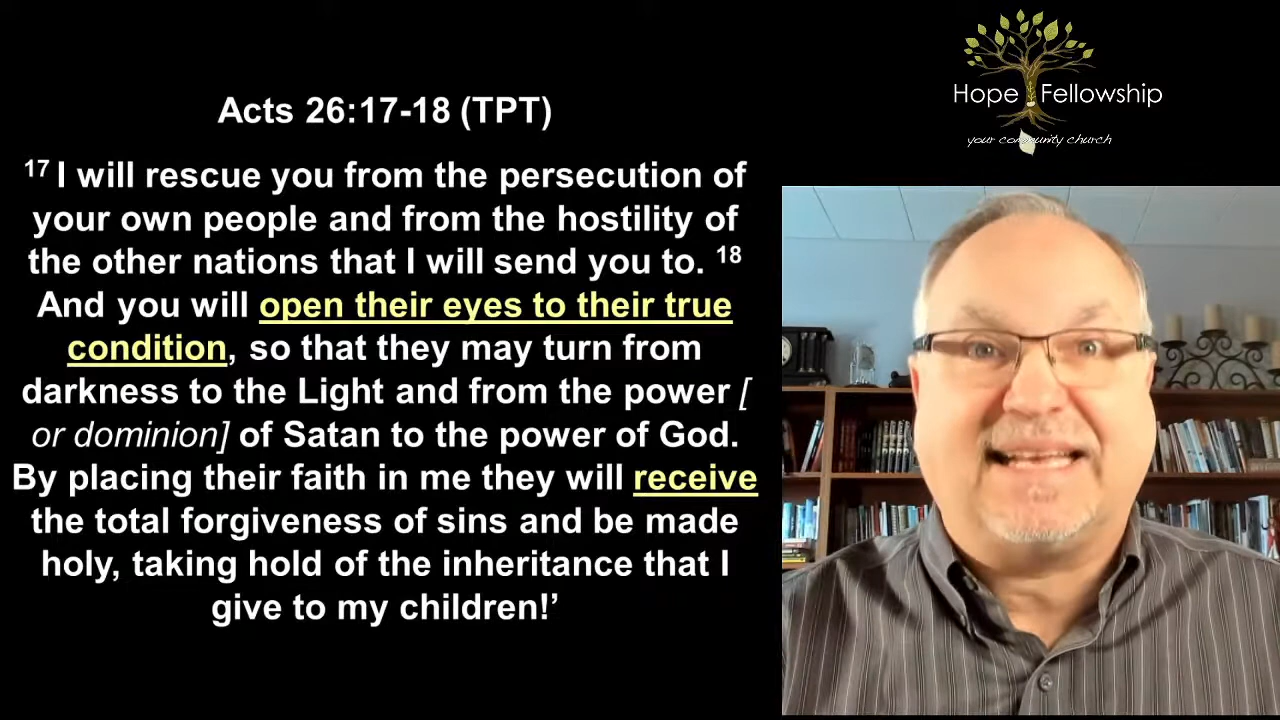 Acts 26:17-18 (TPT)
17 I will rescue you from the persecution of
your own people and from the hostility of
the other nations that I will send you to. 18
And you will open their eyes to their true
condition, so that they may turn from
darkness to the Light and from the power [
or dominion] of Satan to the power of God.
By placing their faith in me they will receive
the total forgiveness of sins and be made
holy, taking hold of the inheritance that I
give to my children!’
Hope Fellowship
your community church